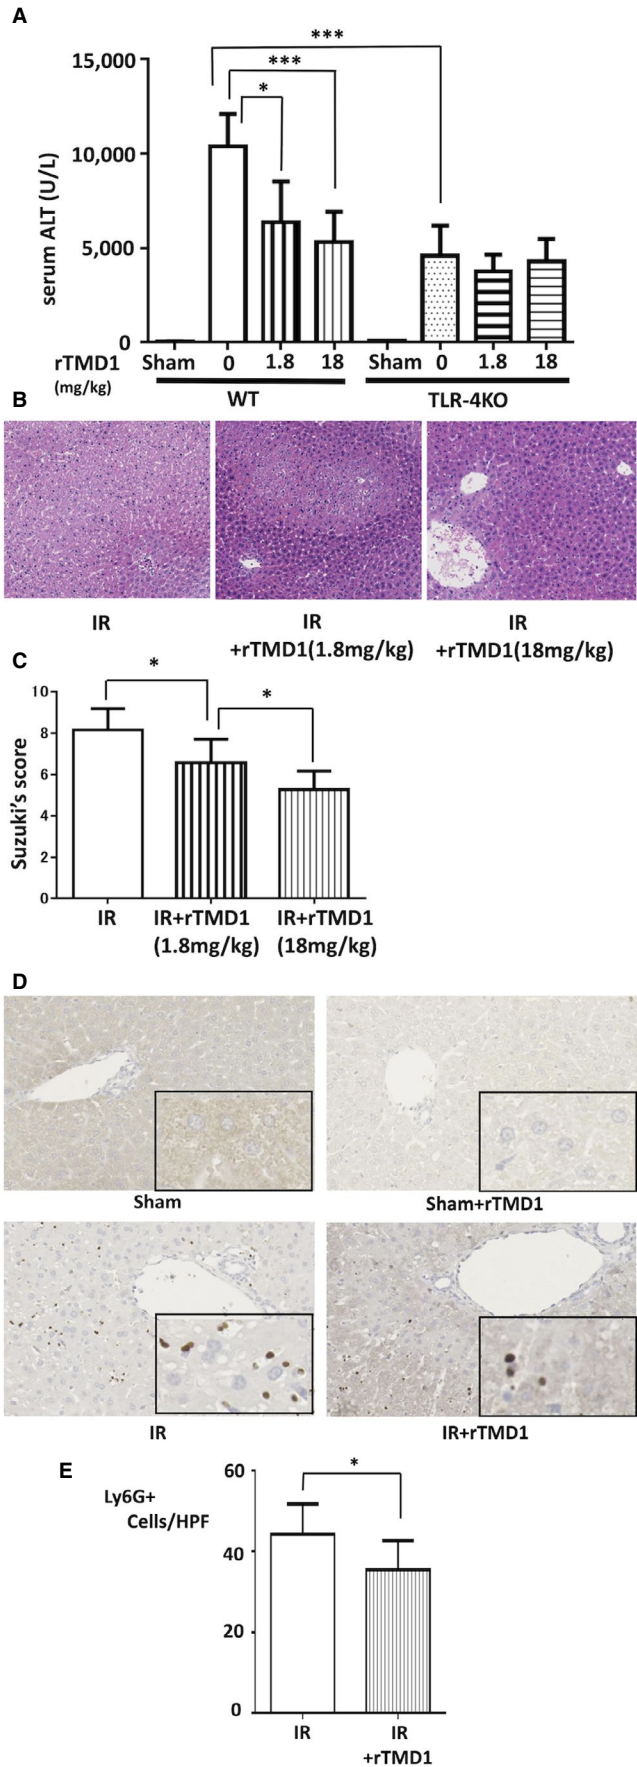 A
***
***
*
15,000
10,000
5,000
0
serum ALT (U/L)
rTMD1 Sham 0 1.8 18 Sham 0 1.8 18
(mg/kg)
WT TLR-4KO
B
IR IR IR
+rTMD1(1.8mg/kg) +rTMD1(18mg/kg)
C
* *
10
8
6
4
2
0
Suzuki's score
IR IR+rTMD1 IR+rTMD1
(1.8mg/kg) (18mg/kg)
D
Sham Sham+rTMD1
IR IR+rTMD1
E
*
Ly6G+
Cells/HPF
60
40
20
0
IR IR
+rTMD1